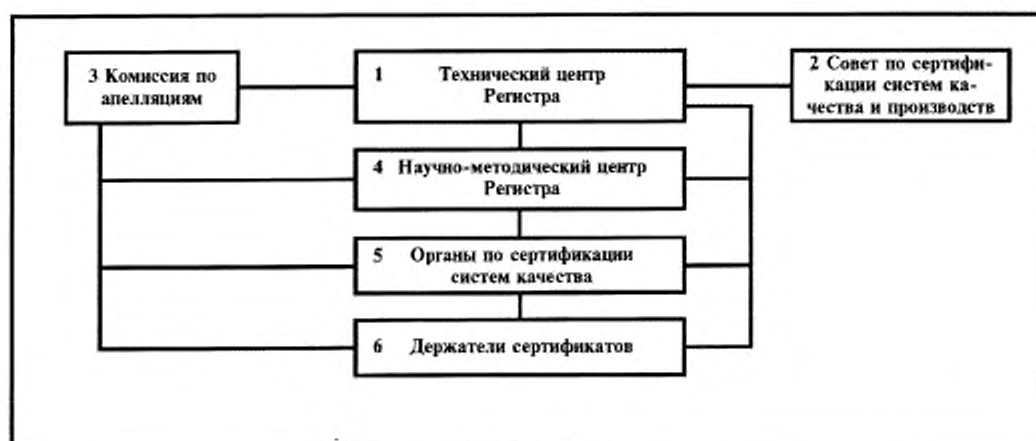 3 Комиссия по
апелляциям
1 Технический центр
Регистра
2 Совет по сертифи-
кации систем ка-
чества и производств
4 Научно-методический центр
Регистра
5 Органы по сертификации
систем качества
6 Держатели сертификатов